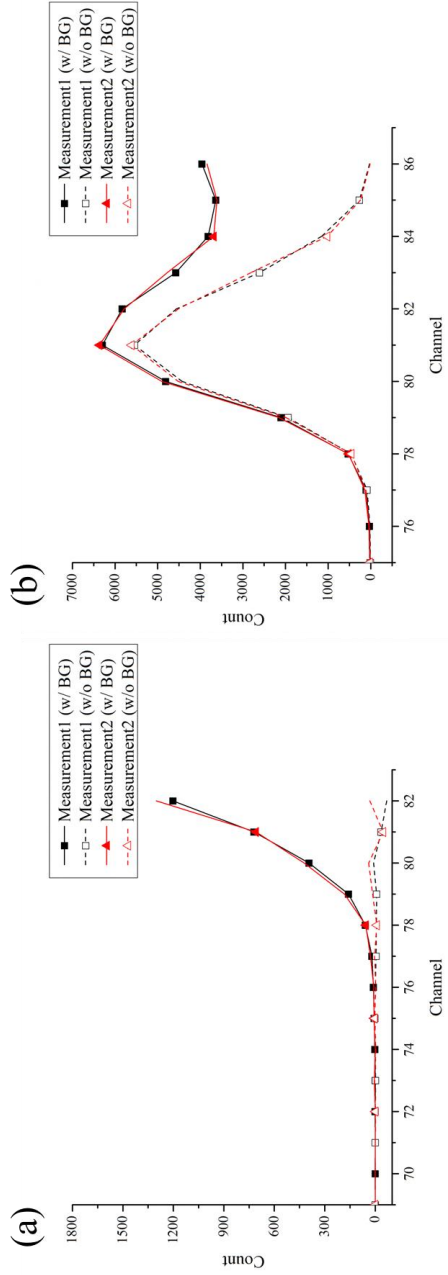 (a)
Measurement1 (w/ BG)
Measurement1 (w/o BG)
Measurement2 (w/ BG)
Measurement2 (w/o BG)
1800
1500
1200
900
600
300
0
Count
70
72
74
76
78
80
82
Channel
(b)
Measurement1 (w/ BG)
Measurement1 (w/o BG)
Measurement2 (w/ BG)
Measurement2 (w/o BG)
7000
6000
5000
4000
3000
2000
1000
0
Count
76
78
80
82
84
86
Channel